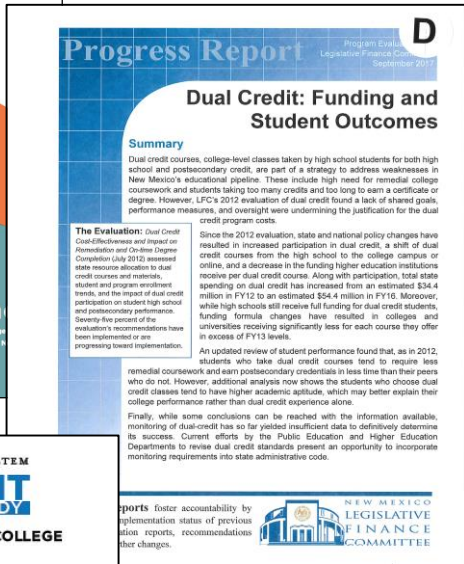 D
Progress Report
Program Evalua
Legislative Finance Com
September 2017
Dual Credit: Funding and
Student Outcomes
Summary
Dual credit courses, college-level classes taken by high school students for both high
school and postsecondary credit, are part of a strategy to address weaknesses in
New Mexico's educational pipeline. These include high need for remedial college
coursework and students taking too many credits and too long to earn a certificate or
degree. However, LFC's 2012 evaluation of dual credit found a lack of shared goals,
performance measures, and oversight were undermining the justification for the dual
credit program costs.
The Evaluation: Dual Credit
Cost-Effectiveness and Impact on
Remediation and On-time Degree
Completion (July 2012) assessed
state resource allocation to dual
credit courses and materials,
student and program enrollment
trends, and the impact of dual credit
participation on student high school
and postsecondary performance.
Seventy-five percent of the
evaluation's recommendations have
been implemented or are
progressing toward implementation.
Since the 2012 evaluation, state and national policy changes have
resulted in increased participation in dual credit, a shift of dual
credit courses from the high school to the college campus or
online, and a decrease in the funding higher education institutions
receive per dual credit course. Along with participation, total state
spending on dual credit has increased from an estimated $34.4
million in FY12 to an estimated $54.4 million in FY16. Moreover,
while high schools still receive full funding for dual credit students,
funding formula changes have resulted in colleges and
universities receiving significantly less for each course they offer
in excess of FY13 levels.
An updated review of student performance found that, as in 2012,
students who take dual credit courses tend to require less
remedial coursework and earn postsecondary credentials in less time than their peers
who do not. However, additional analysis now shows the students who choose dual
credit classes tend to have higher academic aptitude, which may better explain their
college performance rather than dual credit experience alone.
Finally, while some conclusions can be reached with the information available,
monitoring of dual-credit has so far yielded insufficient data to definitively determine
its success. Current efforts by the Public Education and Higher Education
Departments to revise dual credit standards present an opportunity to incorporate
monitoring requirements into state administrative code.
TEM
IT
DY
COLLEGE
eports foster accountability by
plementation status of previous
ation reports, recommendations
ther changes.
NEW MEXICO
LEGISLATIVE
FINANCE
COMMITTEE